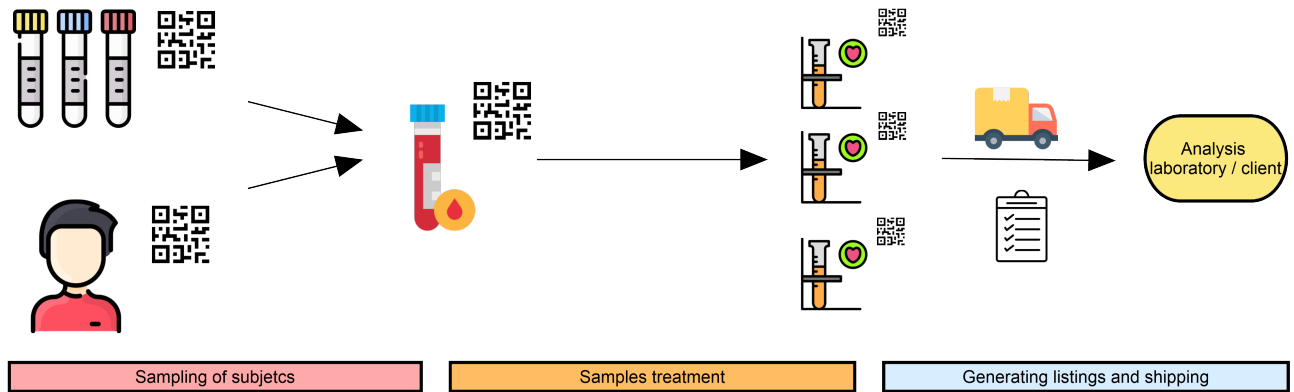 Analysis
laboratory / client
Sampling of subjetcs
Samples treatment
Generating listings and shipping